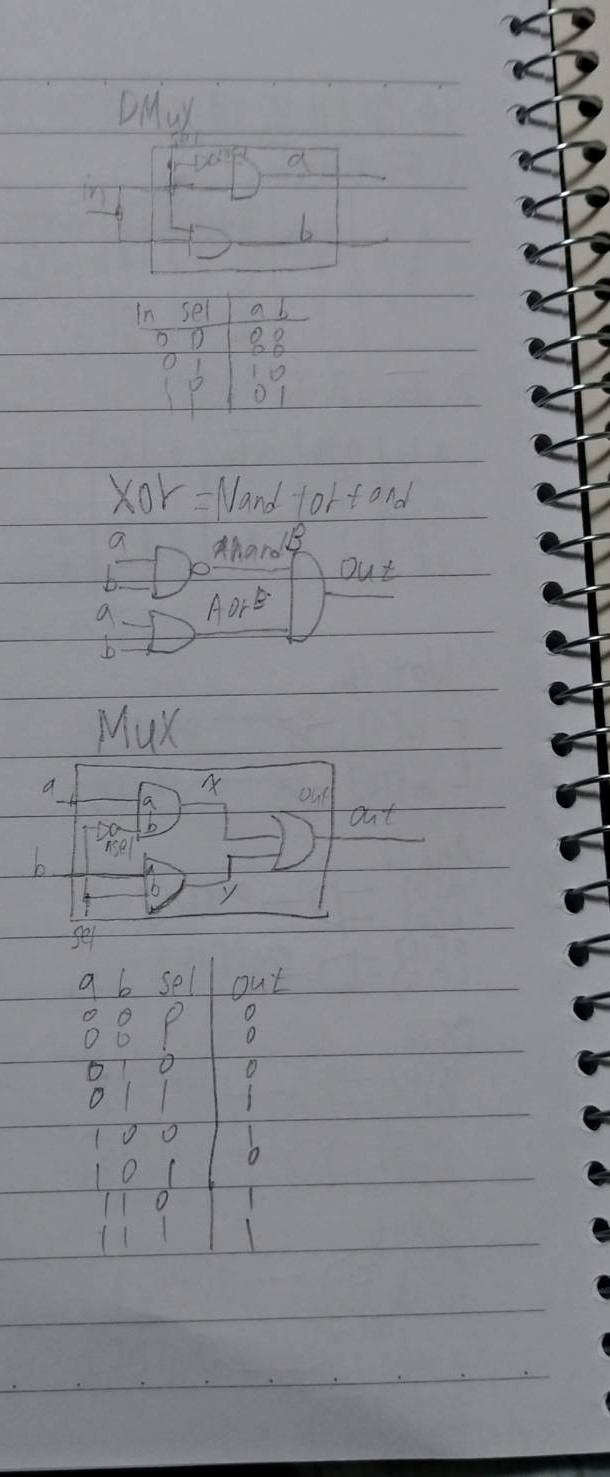 DMux
sel
nsel a
in
b
In sel a b
0 0 0 0
0 1 0 0
1 0 1 0
1 1 0 1
Xor = Nand + or + and
a AnandB
b out
a A or B
b
Mux
a a x out out
b
nsel
b a
b y
sel
a b sel out
0 0 0 0
0 0 1 0
0 1 0 0
0 1 1 1
1 0 0 1
1 0 1 0
1 1 0 1
1 1 1 1